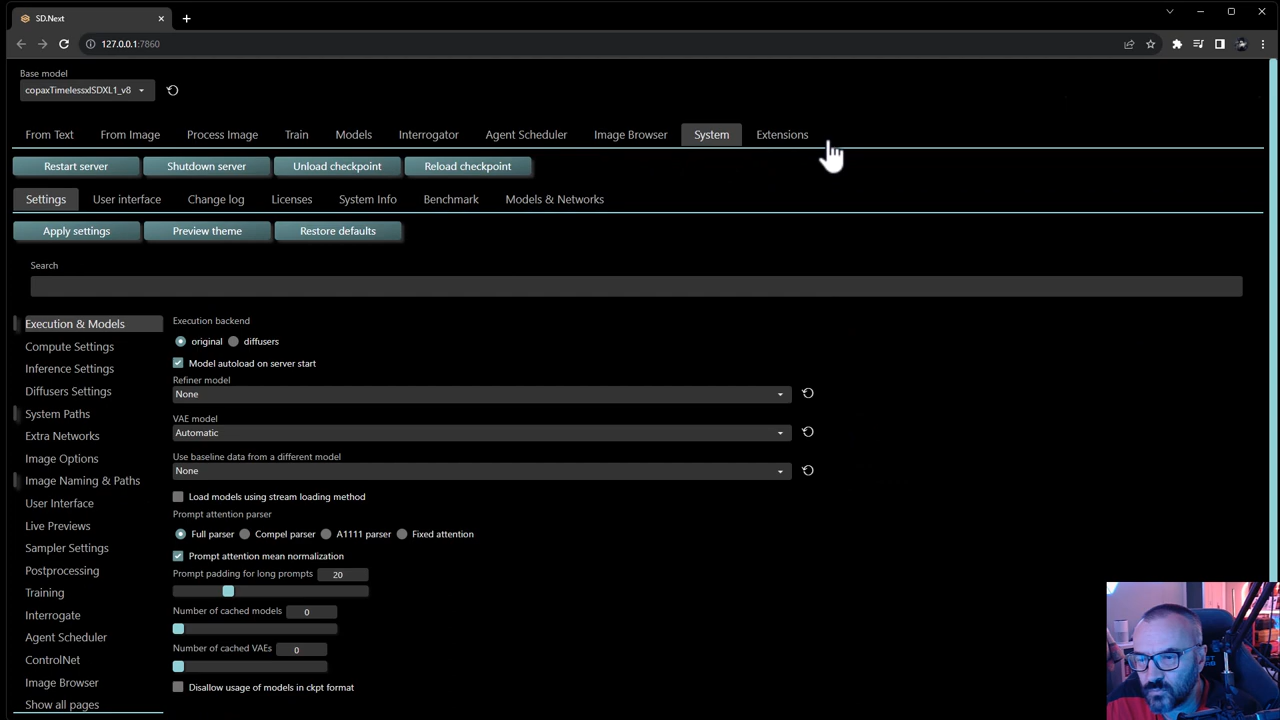 SD.Next
127.0.0.1:7860
Base model
copaxTimelessxlSDXL1_v8
From Text From Image Process Image Train Models Interrogator Agent Scheduler Image Browser System Extensions
Restart server Shutdown server Unload checkpoint Reload checkpoint
Settings User interface Change log Licenses System Info Benchmark Models & Networks
Apply settings Preview theme Restore defaults
Search
Execution & Models
Compute Settings
Inference Settings
Diffusers Settings
System Paths
Extra Networks
Image Options
Image Naming & Paths
User Interface
Live Previews
Sampler Settings
Postprocessing
Training
Interrogate
Agent Scheduler
ControlNet
Image Browser
Show all pages
Execution backend
original diffusers
Model autoload on server start
Refiner model
None
VAE model
Automatic
Use baseline data from a different model
None
Load models using stream loading method
Prompt attention parser
Full parser Compel parser A1111 parser Fixed attention
Prompt attention mean normalization
Prompt padding for long prompts 20
Number of cached models 0
Number of cached VAEs 0
Disallow usage of models in ckpt format